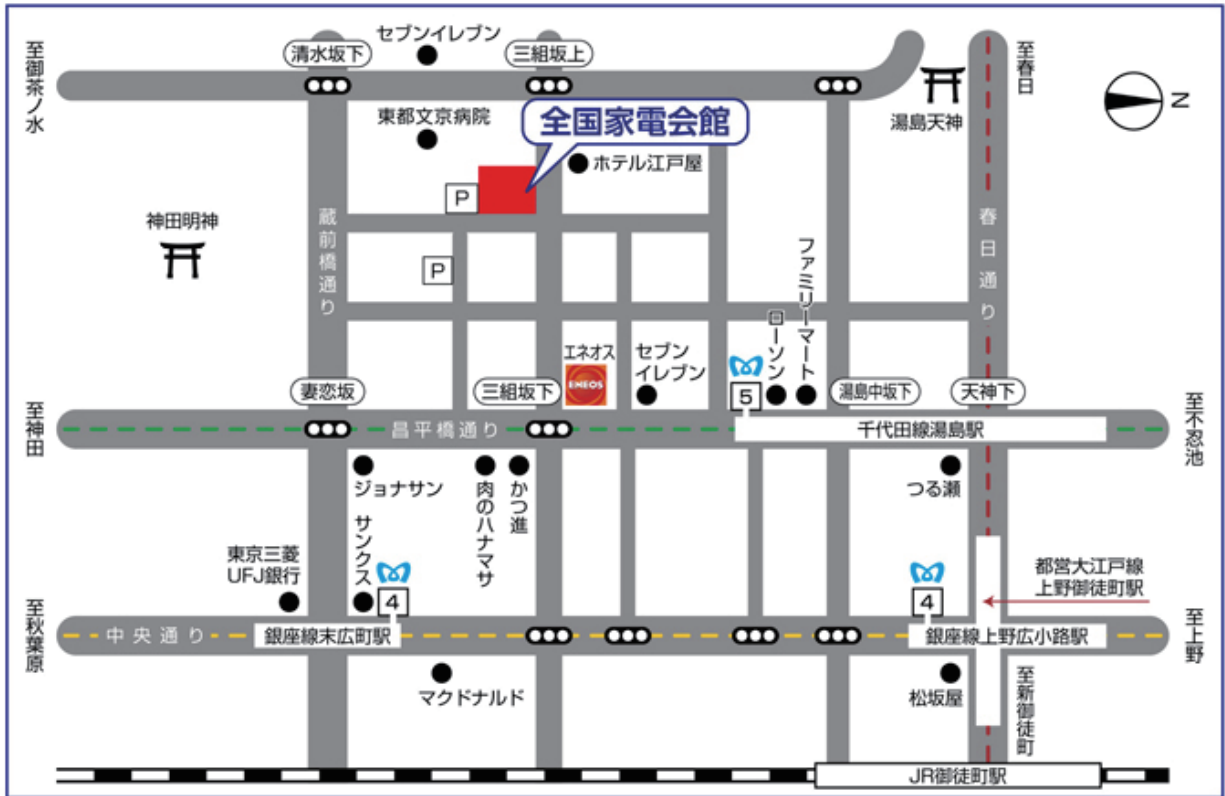 セブンイレブン
清水坂下
三組坂上
至御茶ノ水
至春日
N
湯島天神
東都文京病院
全国家電会館
ホテル江戸屋
P
神田明神
蔵前橋通り
春日通り
P
ファミリーマート
ローソン
エネオス
ENEOS
セブン
イレブン
5
妻恋坂
三組坂下
湯島中坂下
天神下
至神田
昌平橋通り
千代田線湯島駅
至不忍池
ジョナサン
肉のハナマサ
かつ進
つる瀬
サンクス
東京三菱
UFJ銀行
4
4
都営大江戸線
上野御徒町駅
至秋葉原
中央通り
銀座線末広町駅
銀座線上野広小路駅
至上野
マクドナルド
松坂屋
至新御徒町
JR御徒町駅